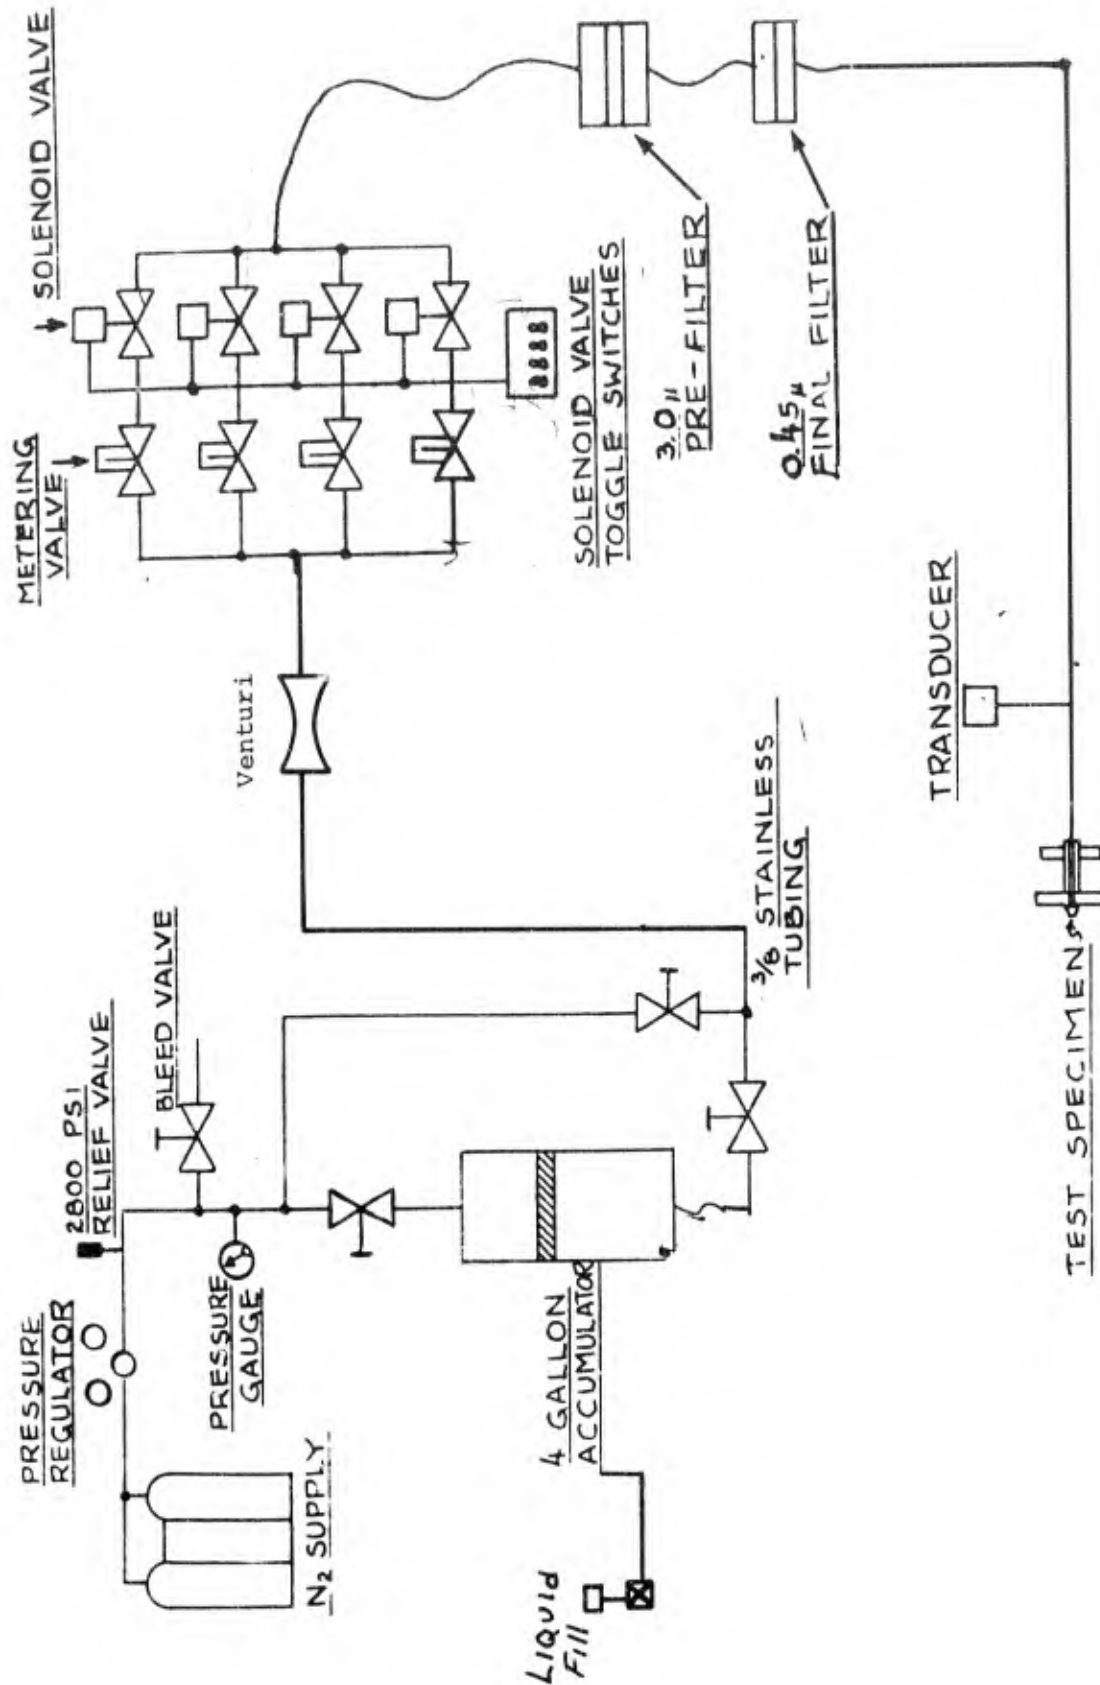 PRESSURE
REGULATOR
2800 PSI
RELIEF VALVE
BLEED VALVE
Venturi
METERING
VALVE
SOLENOID VALVE
N2 SUPPLY
PRESSURE
GAUGE
SOLENOID VALVE
TOGGLE SWITCHES
3.0µ
PRE-FILTER
0.45µ
FINAL FILTER
LIQUID
FILL
4 GALLON
ACCUMULATOR
3/8 STAINLESS
TUBING
TRANSDUCER
TEST SPECIMEN